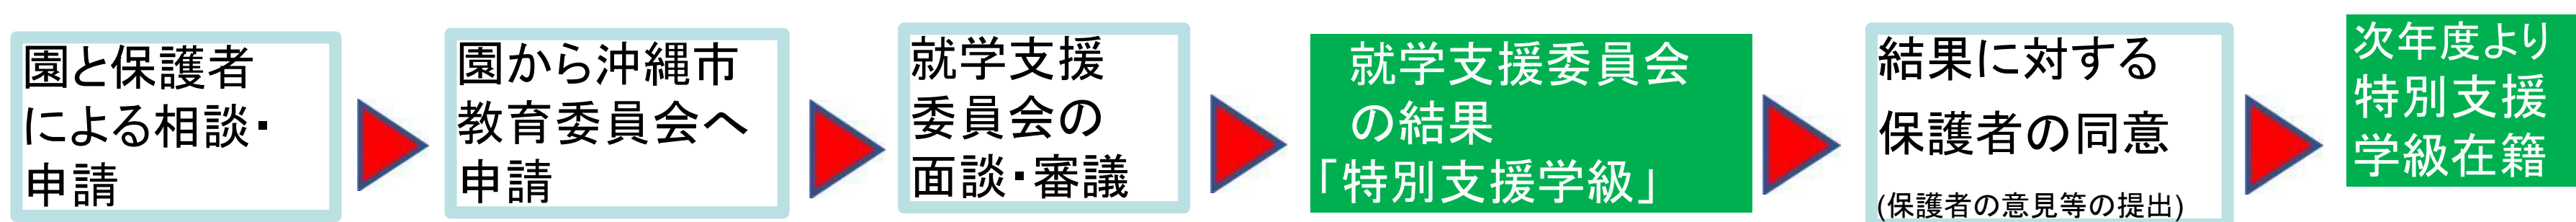 園と保護者
による相談・
申請
園から沖縄市
教育委員会へ
申請
就学支援
委員会の
面談・審議
就学支援委員会
の結果
「特別支援学級」
結果に対する
保護者の同意
(保護者の意見等の提出)
次年度より
特別支援
学級在籍